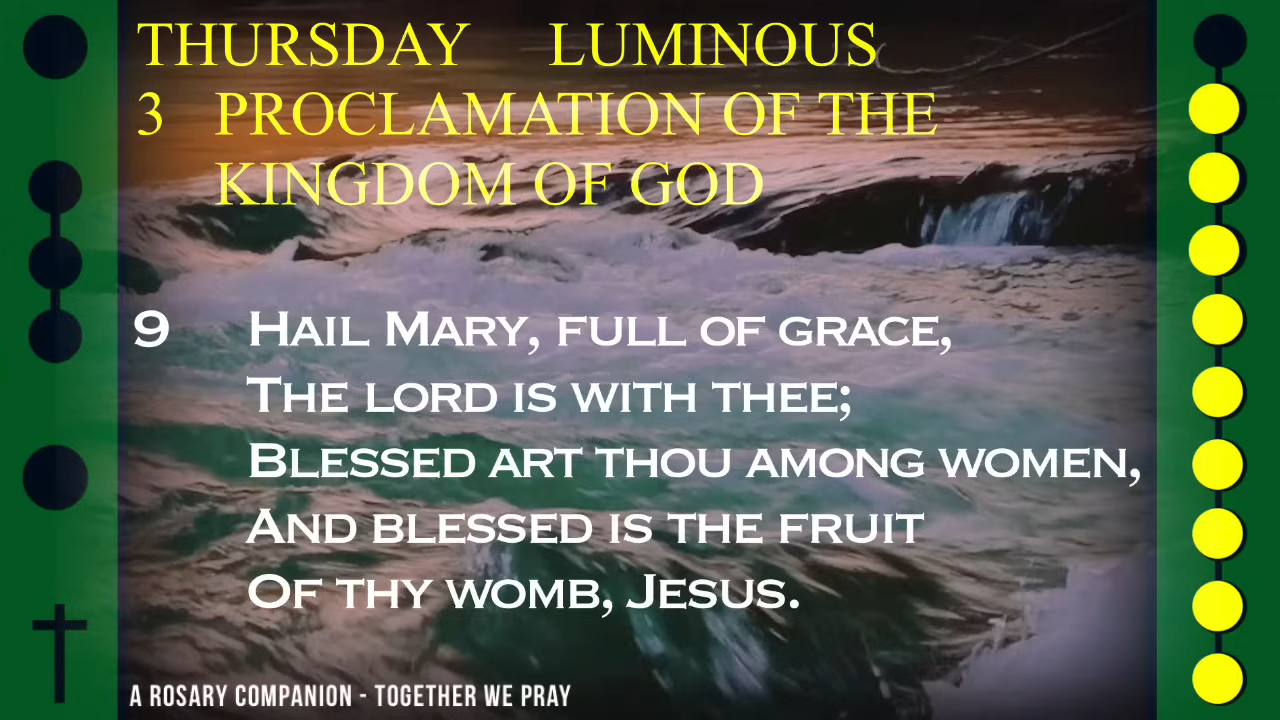 THURSDAY LUMINOUS
3 PROCLAMATION OF THE
KINGDOM OF GOD
9 HAIL MARY, FULL OF GRACE,
THE LORD IS WITH THEE;
BLESSED ART THOU AMONG WOMEN,
AND BLESSED IS THE FRUIT
OF THY WOMB, JESUS.
A ROSARY COMPANION - TOGETHER WE PRAY